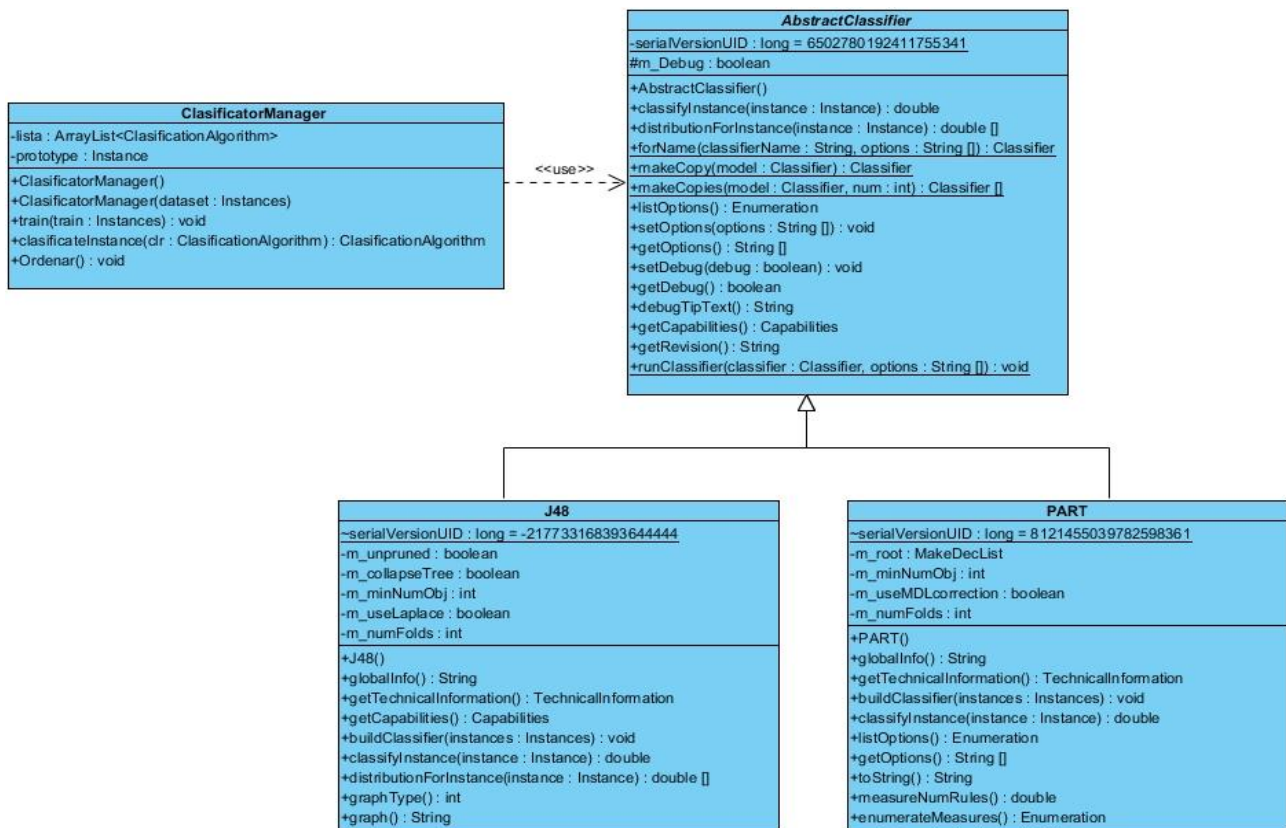 AbstractClassifier
-serialVersionUID : long = 6502780192411755341
#m_Debug : boolean
+AbstractClassifier()
+classifyInstance(instance : Instance) : double
+distributionForInstance(instance : Instance) : double []
+forName(classifierName : String, options : String []) : Classifier
+makeCopy(model : Classifier) : Classifier
+makeCopies(model : Classifier, num : int) : Classifier []
+listOptions() : Enumeration
+setOptions(options : String []) : void
+getOptions() : String []
+setDebug(debug : boolean) : void
+getDebug() : boolean
+debugTipText() : String
+getCapabilities() : Capabilities
+getRevision() : String
+runClassifier(classifier : Classifier, options : String []) : void
ClasificatorManager
-lista : ArrayList<ClasificationAlgorithm>
-prototype : Instance
+ClasificatorManager()
+ClasificatorManager(dataset : Instances)
+train(train : Instances) : void
+clasificateInstance(clr : ClasificationAlgorithm) : ClasificationAlgorithm
+Ordenar() : void
<<use>>
J48
~serialVersionUID : long = -217733168393644444
-m_unpruned : boolean
-m_collapseTree : boolean
-m_minNumObj : int
-m_useLaplace : boolean
-m_numFolds : int
+J48()
+globalInfo() : String
+getTechnicalInformation() : TechnicalInformation
+getCapabilities() : Capabilities
+buildClassifier(instances : Instances) : void
+classifyInstance(instance : Instance) : double
+distributionForInstance(instance : Instance) : double []
+graphType() : int
+graph() : String
PART
~serialVersionUID : long = 8121455039782598361
-m_root : MakeDecList
-m_minNumObj : int
-m_useMDLcorrection : boolean
-m_numFolds : int
+PART()
+globalInfo() : String
+getTechnicalInformation() : TechnicalInformation
+buildClassifier(instances : Instances) : void
+classifyInstance(instance : Instance) : double
+listOptions() : Enumeration
+getOptions() : String []
+toString() : String
+measureNumRules() : double
+enumerateMeasures() : Enumeration